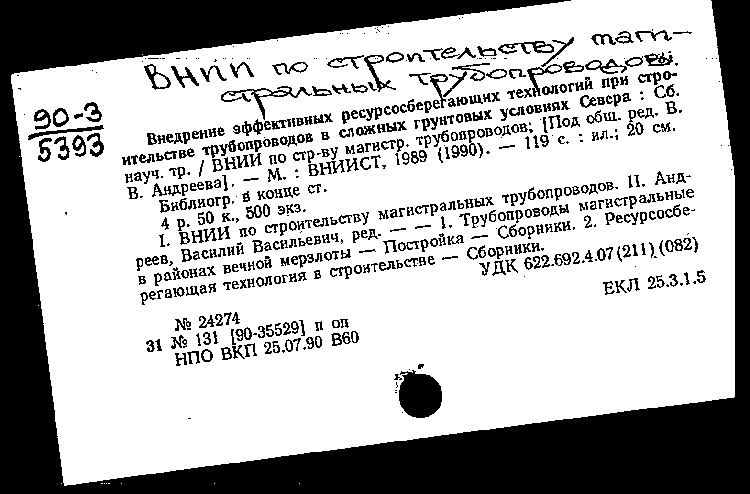 ВНИИ по строительству маги-
стральных трубопроводов.
90-3
5393
Внедрение эффективных ресурсосберегающих технологий при стро-
ительстве трубопроводов в сложных грунтовых условиях Севера : Сб.
науч. тр. / ВНИИ по стр-ву магистр. трубопроводов; [Под общ. ред. В.
В. Андреева]. — М. : ВНИИСТ, 1989 (1990). — 119 с. : ил.; 20 см.
Библиогр. в конце ст.
4 р. 50 к., 500 экз.
I. ВНИИ по строительству магистральных трубопроводов. II. Анд-
реев, Василий Васильевич, ред. — — 1. Трубопроводы магистральные
в районах вечной мерзлоты — Постройка — Сборники. 2. Ресурсосбе-
регающая технология в строительстве — Сборники.
УДК 622.692.4.07(211)(082)
ЕКЛ 25.3.1.5
№ 24274
31 № 131 [90-35529] п оп
НПО ВКП 25.07.90 В60